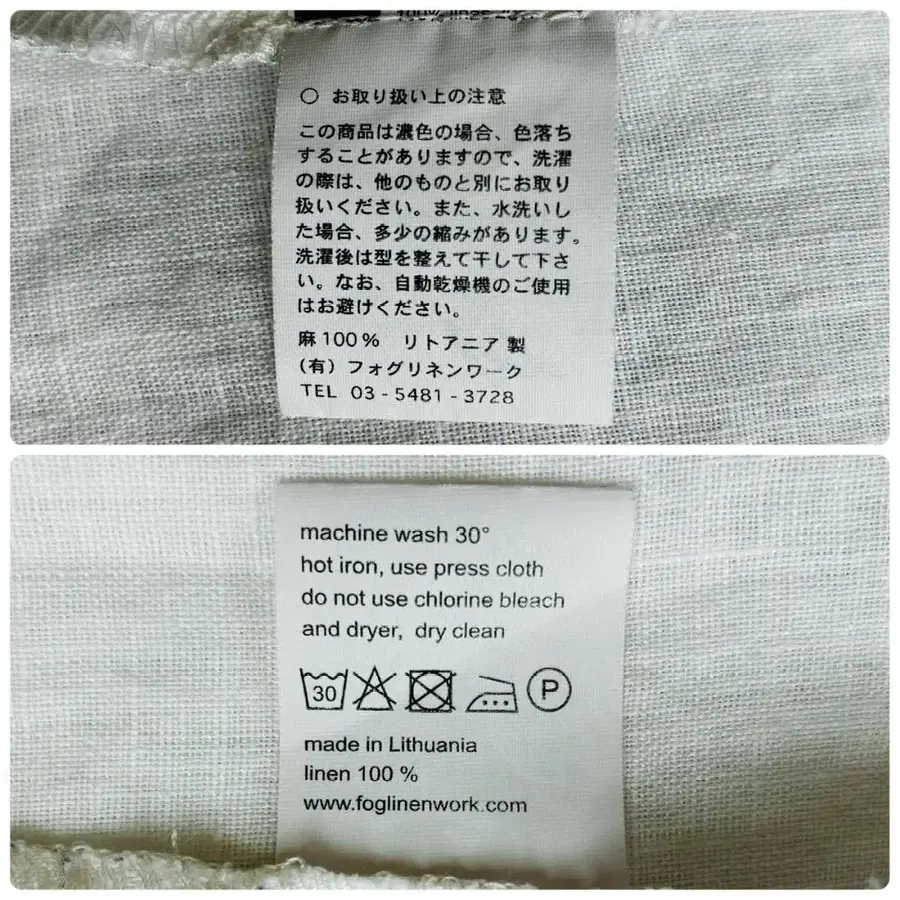 ○ お取り扱い上の注意
この商品は濃色の場合、色落ち
することがありますので、洗濯
の際は、他のものと別にお取り
扱いください。また、水洗いし
た場合、多少の縮みがあります。
洗濯後は型を整えて干して下さ
い。なお、自動乾燥機のご使用
はお避けください。
麻100% リトアニア製
(有)フォグリネンワーク
TEL 03-5481-3728
machine wash 30°
hot iron, use press cloth
do not use chlorine bleach
and dryer, dry clean
30 P
made in Lithuania
linen 100 %
www.foglinenwork.com